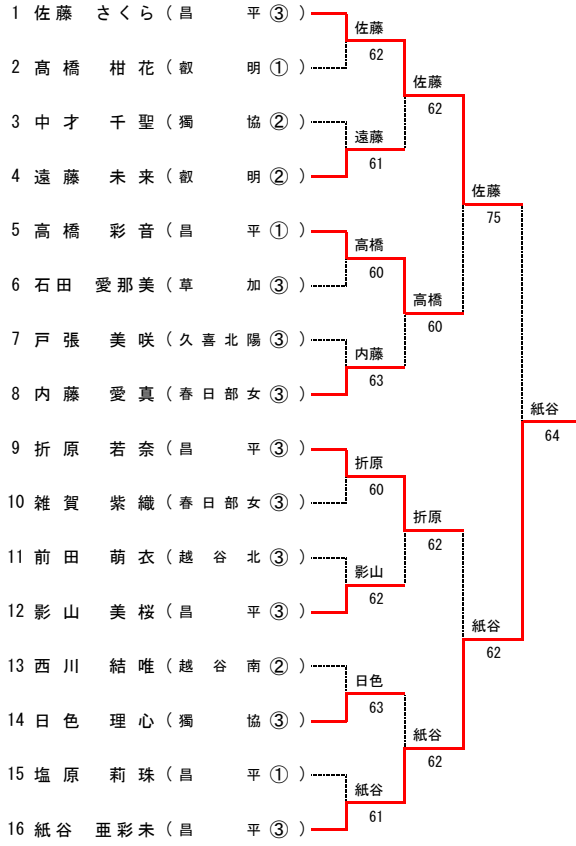 1 佐藤 さくら（昌 平 ③ ）
佐藤
62
2 髙橋 柑花（叡 明 ① ）
佐藤
62
3 中才 千聖（獨 協 ② ）
遠藤
61
4 遠藤 未来（叡 明 ② ）
佐藤
75
5 高橋 彩音（昌 平 ① ）
高橋
60
6 石田 愛那美（草 加 ③ ）
高橋
60
7 戸張 美咲（久喜北陽 ③ ）
内藤
63
8 内藤 愛真（春日部女 ③ ）
紙谷
64
9 折原 若奈（昌 平 ③ ）
折原
60
10 雑賀 紫織（春日部女 ③ ）
折原
62
11 前田 萌衣（越谷北 ③ ）
影山
62
12 影山 美桜（昌 平 ③ ）
紙谷
62
13 西川 結唯（越谷南 ② ）
日色
63
14 日色 理心（獨 協 ③ ）
紙谷
62
15 塩原 莉珠（昌 平 ① ）
紙谷
61
16 紙谷 亜彩未（昌 平 ③ ）